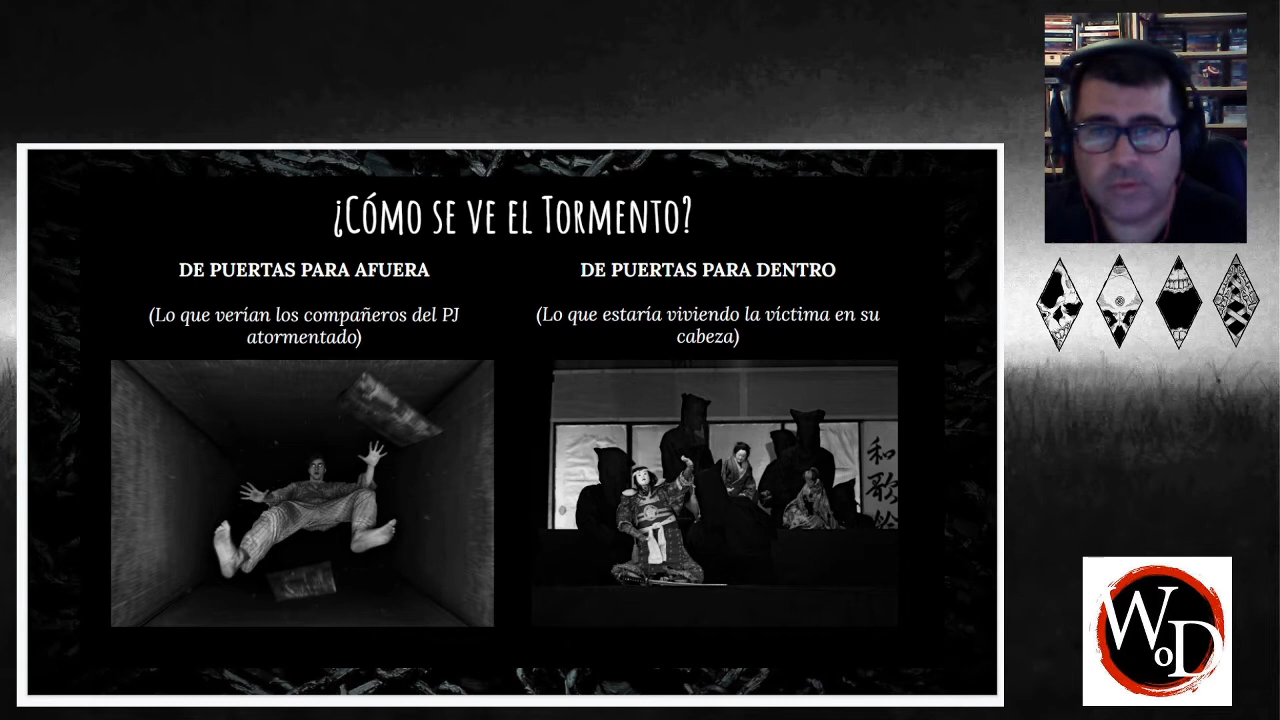 ¿CÓMO SE VE EL TORMENTO?
DE PUERTAS PARA AFUERA
(Lo que verían los compañeros del PJ
atormentado)
DE PUERTAS PARA DENTRO
(Lo que estaría viviendo la víctima en su
cabeza)
和
歌
WoD